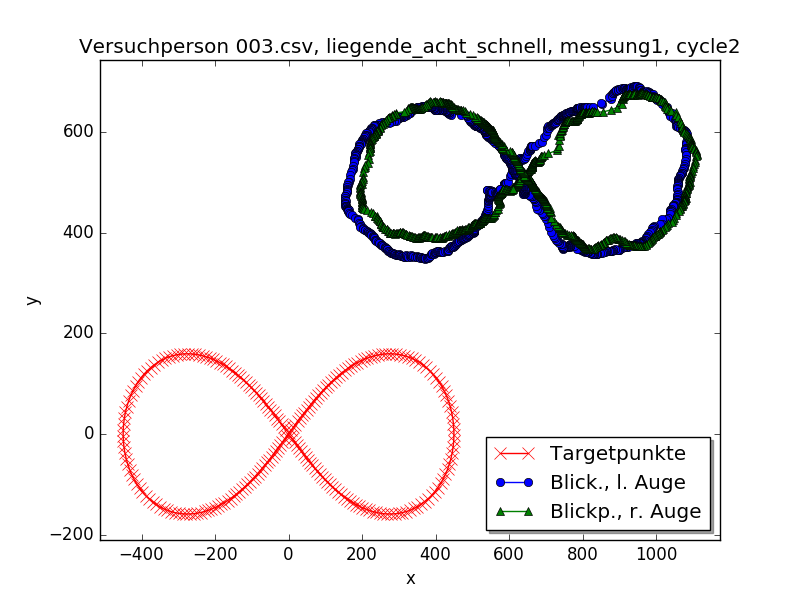 Versuchperson 003.csv, liegende_acht_schnell, messung1, cycle2
y
600
400
200
0
−200
Targetpunkte
Blick., l. Auge
Blickp., r. Auge
−400
−200
0
200
400
600
800
1000
x